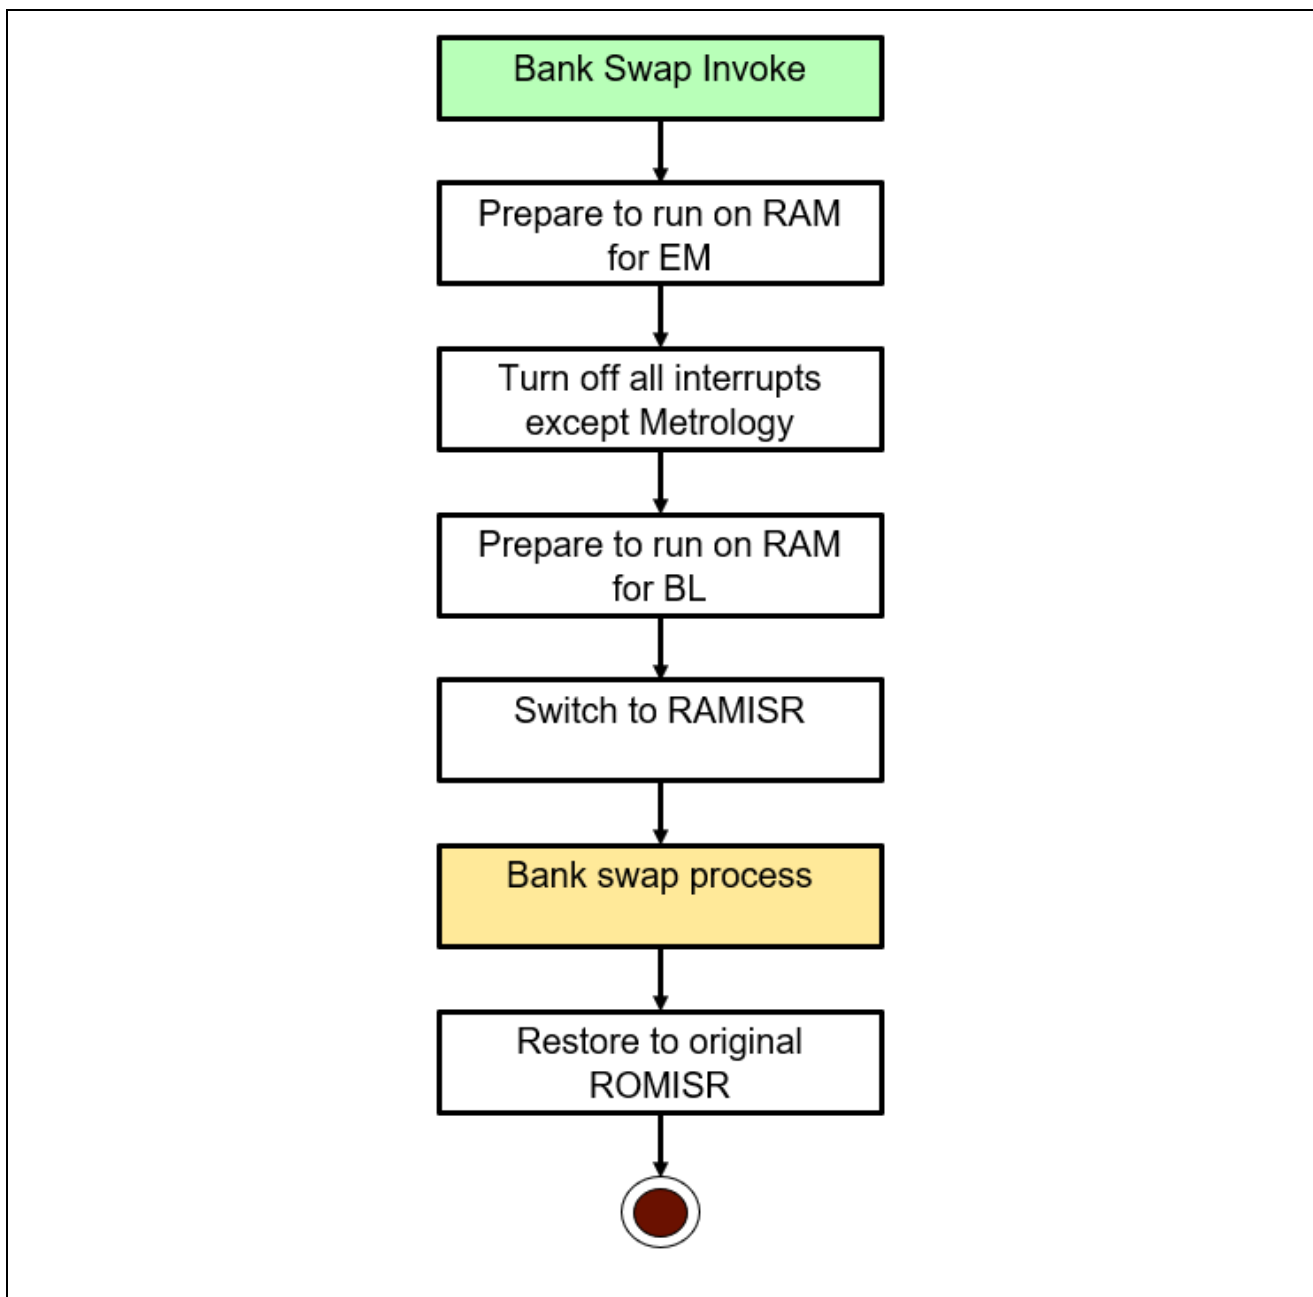 Bank Swap Invoke
Prepare to run on RAM
for EM
Turn off all interrupts
except Metrology
Prepare to run on RAM
for BL
Switch to RAMISR
Bank swap process
Restore to original
ROMISR